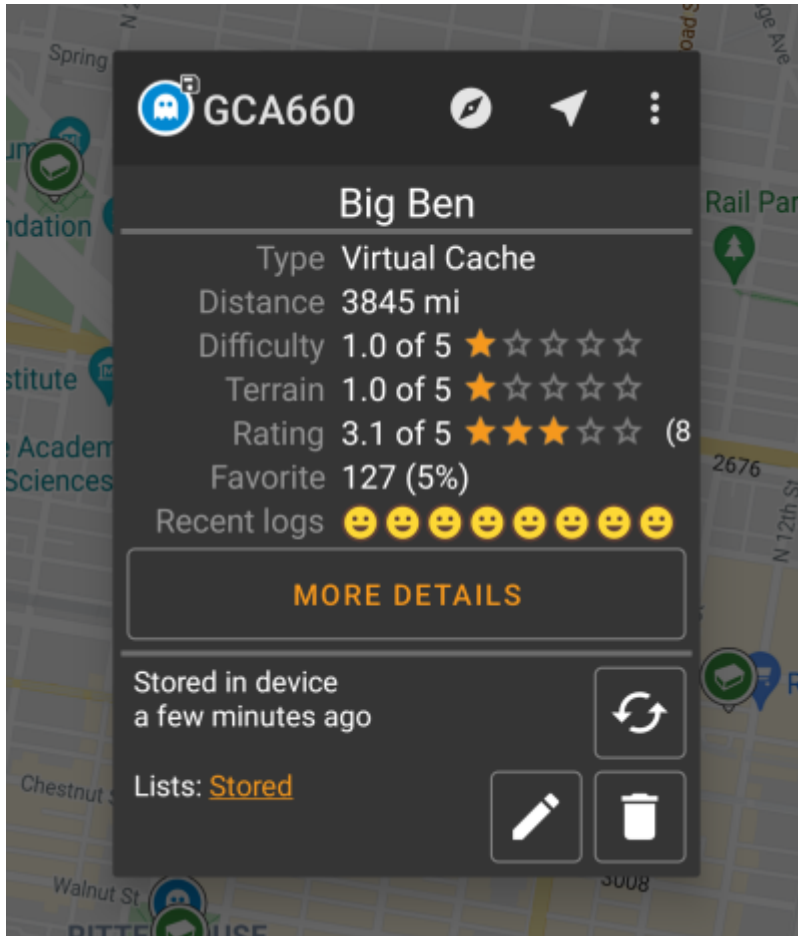 Spring
GCA660
Big Ben
Rail Par
ndation
Type Virtual Cache
Distance 3845 mi
Difficulty 1.0 of 5
stitute
Terrain 1.0 of 5
Rating 3.1 of 5 (8
e Academ
Sciences
2676
Favorite 127 (5%)
Recent logs
N 12th St
MORE DETAILS
Stored in device
a few minutes ago
R
Chestnut S
Lists: Stored
Walnut St
3008
RITTE USE